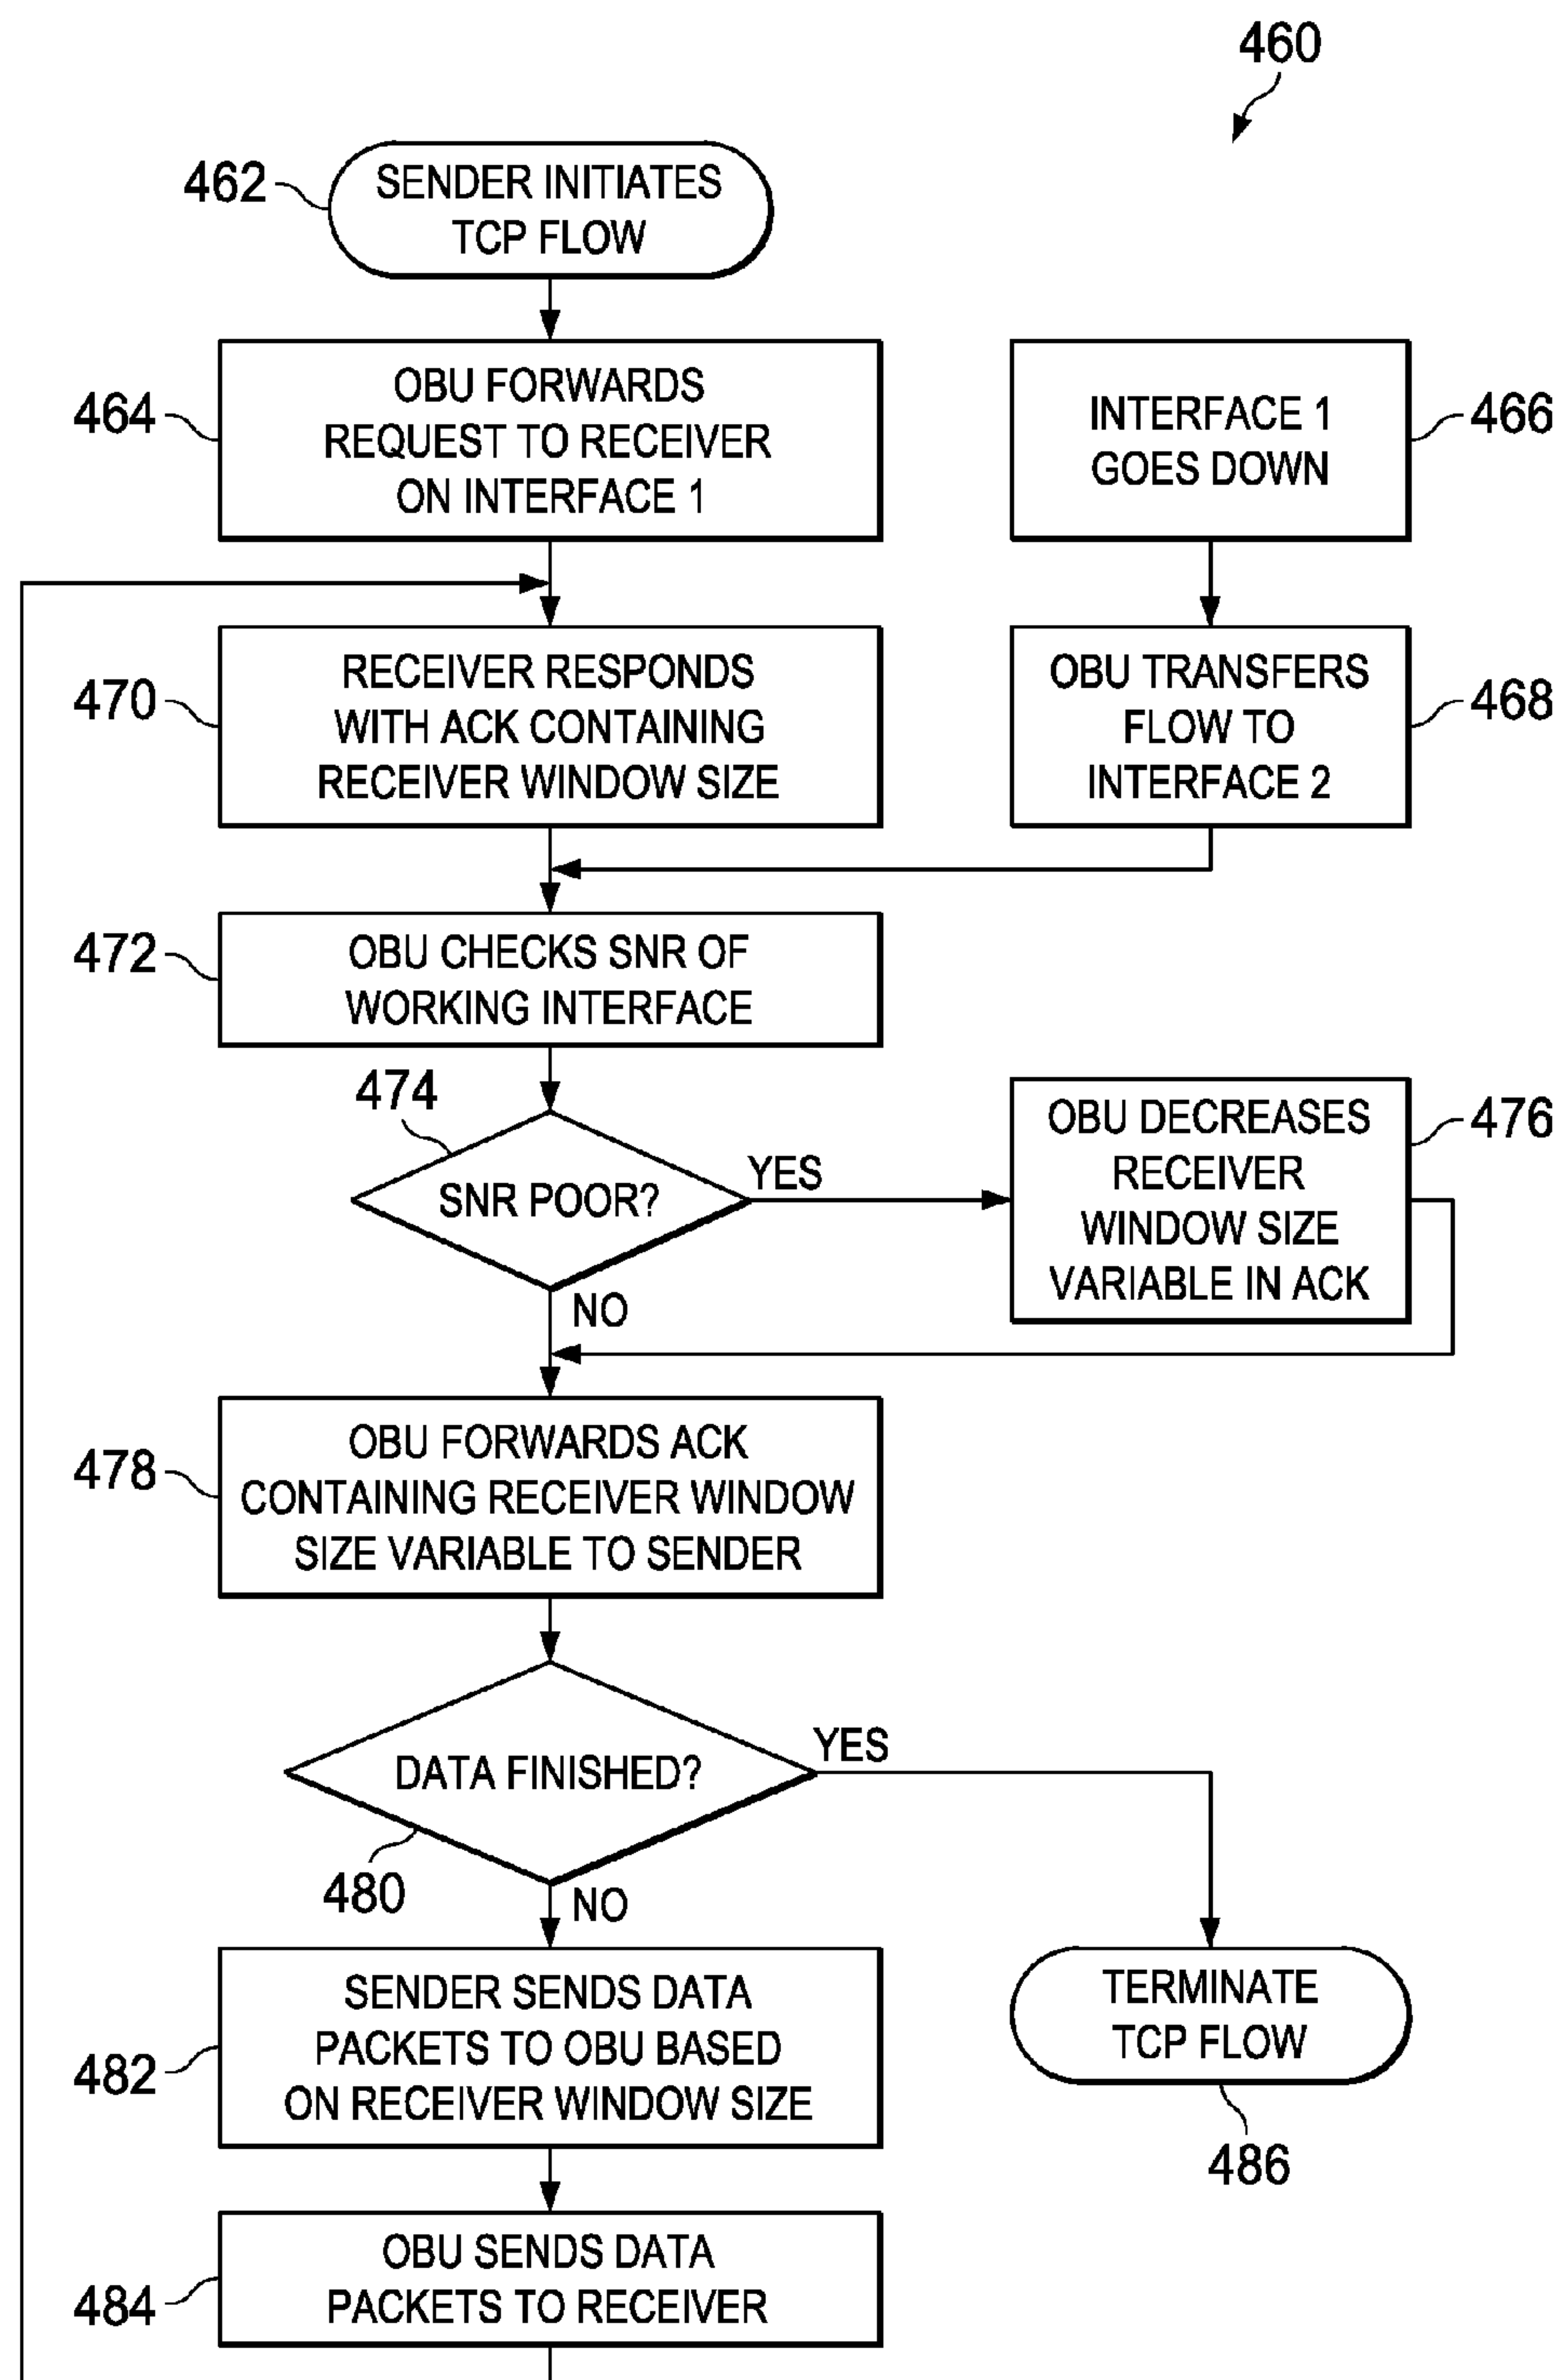 460
462
SENDER INITIATES
TCP FLOW
464
OBU FORWARDS
REQUEST TO RECEIVER
ON INTERFACE 1
INTERFACE 1
GOES DOWN
466
470
RECEIVER RESPONDS
WITH ACK CONTAINING
RECEIVER WINDOW SIZE
OBU TRANSFERS
FLOW TO
INTERFACE 2
468
472
OBU CHECKS SNR OF
WORKING INTERFACE
474
SNR POOR?
YES
NO
OBU DECREASES
RECEIVER
WINDOW SIZE
VARIABLE IN ACK
476
478
OBU FORWARDS ACK
CONTAINING RECEIVER WINDOW
SIZE VARIABLE TO SENDER
DATA FINISHED?
YES
480
NO
482
SENDER SENDS DATA
PACKETS TO OBU BASED
ON RECEIVER WINDOW SIZE
TERMINATE
TCP FLOW
486
484
OBU SENDS DATA
PACKETS TO RECEIVER